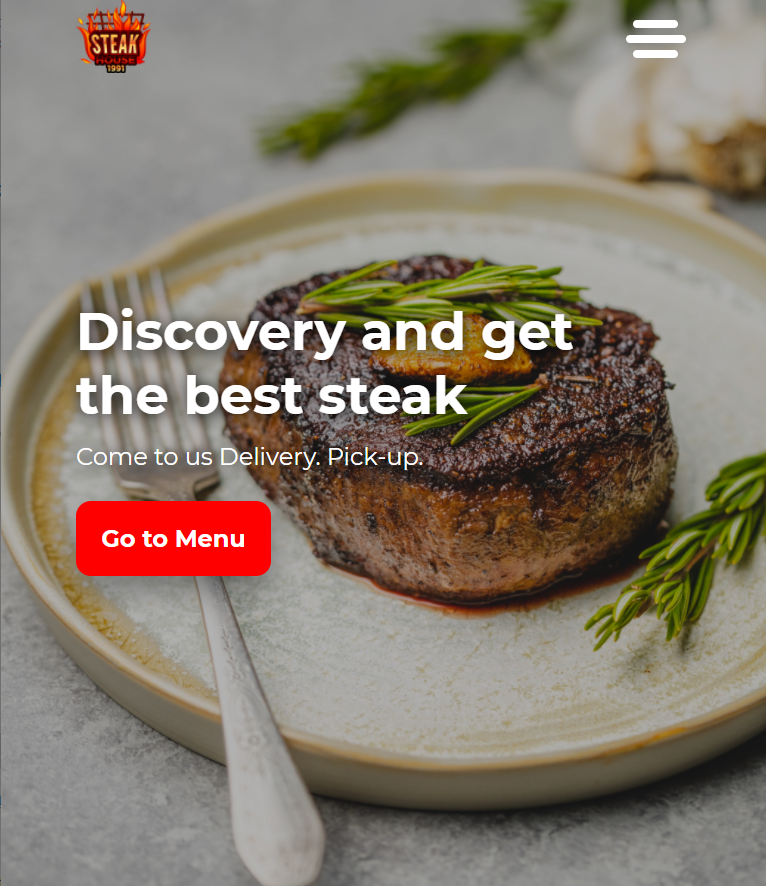 STEAK
HOUSE
1991
Discovery and get
the best steak
Come to us Delivery. Pick-up.
Go to Menu